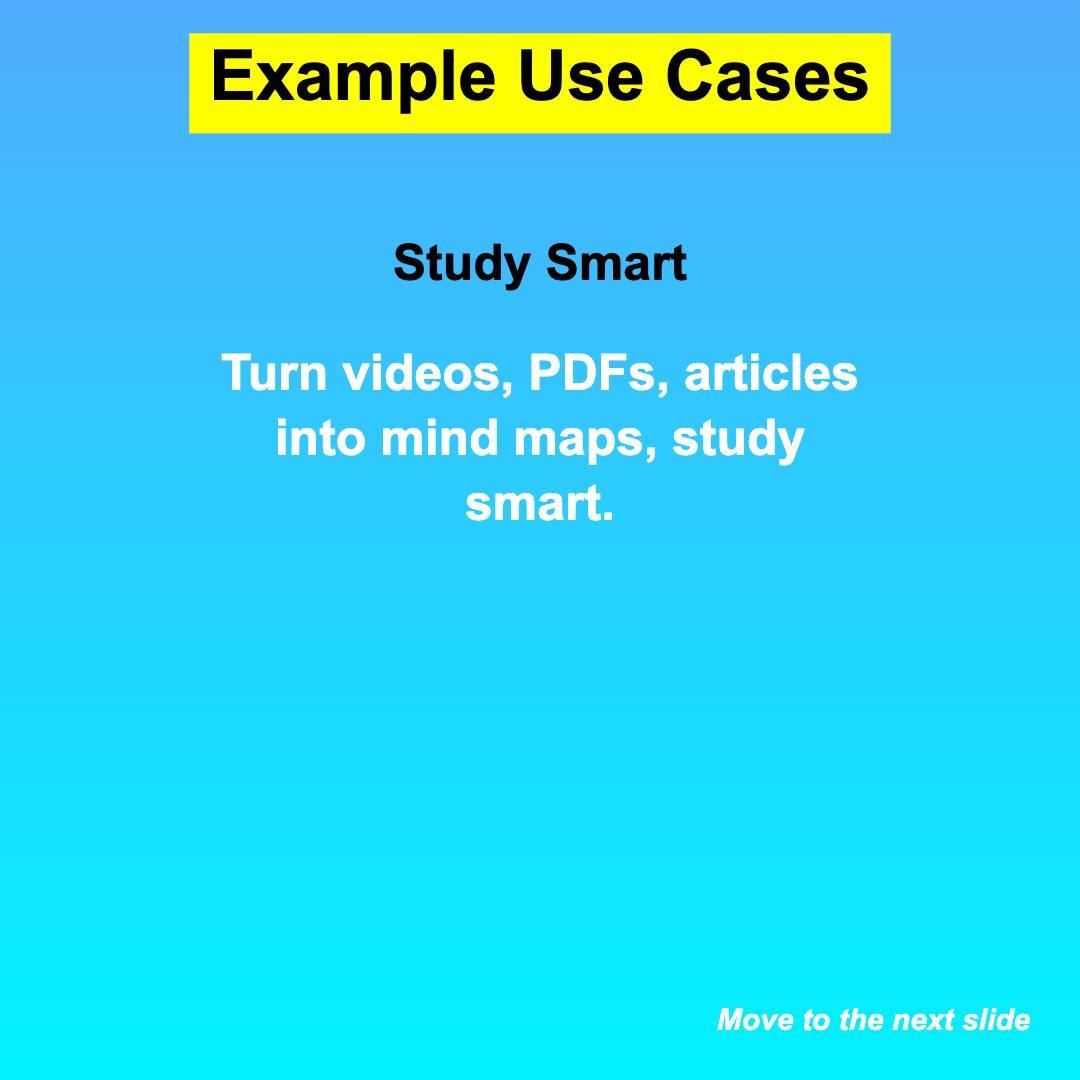 Example Use Cases
Study Smart
Turn videos, PDFs, articles
into mind maps, study
smart.
Move to the next slide